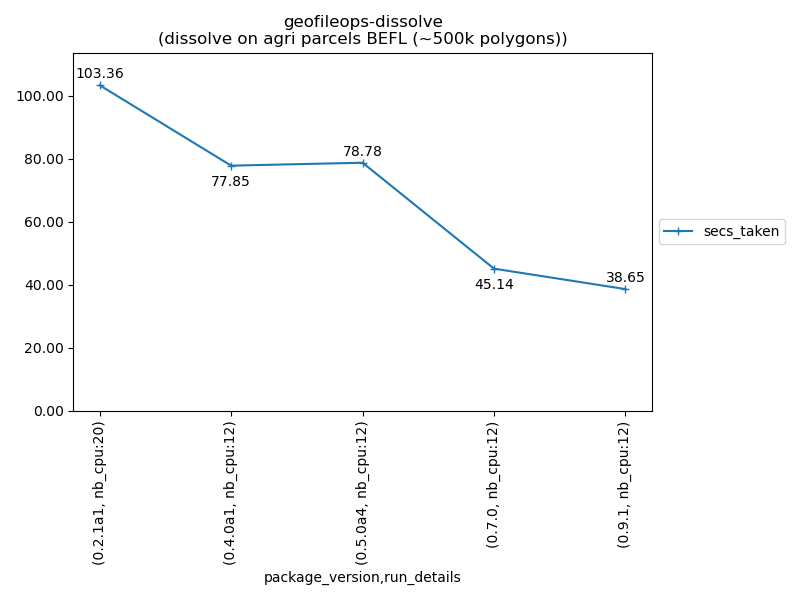 geofileops-dissolve
(dissolve on agri parcels BEFL (~500k polygons))
103.36
77.85
78.78
45.14
38.65
100.00
80.00
60.00
40.00
20.00
0.00
secs_taken
(0.2.1a1, nb_cpu:20)
(0.4.0a1, nb_cpu:12)
(0.5.0a4, nb_cpu:12)
(0.7.0, nb_cpu:12)
(0.9.1, nb_cpu:12)
package_version,run_details